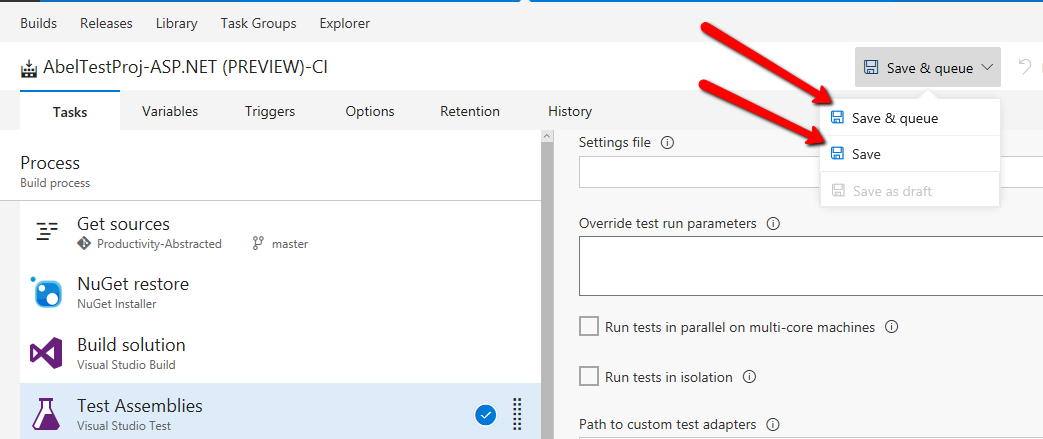 Builds Releases Library Task Groups Explorer
AbelTestProj-ASP.NET (PREVIEW)-CI
Save & queue
Tasks Variables Triggers Options Retention History
Save & queue
Save
Save as draft
Process
Build process
Get sources
Productivity-Abstracted master
NuGet restore
NuGet Installer
Build solution
Visual Studio Build
Test Assemblies
Visual Studio Test
Settings file
Override test run parameters
Run tests in parallel on multi-core machines
Run tests in isolation
Path to custom test adapters